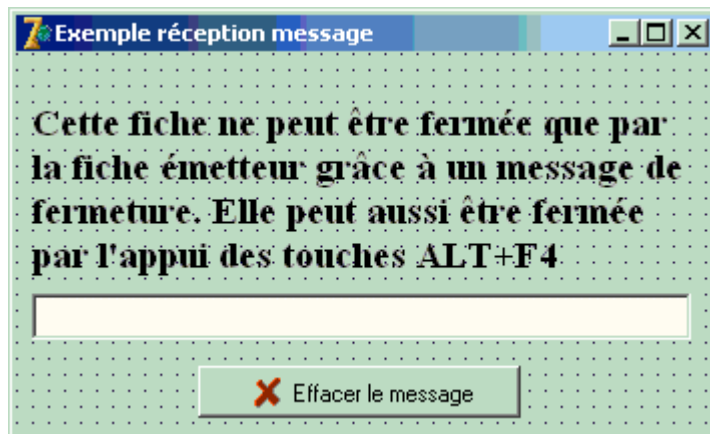 Exemple réception message
Cette fiche ne peut être fermée que par
la fiche émetteur grâce à un message de
fermeture. Elle peut aussi être fermée
par l'appui des touches ALT+F4
Effacer le message